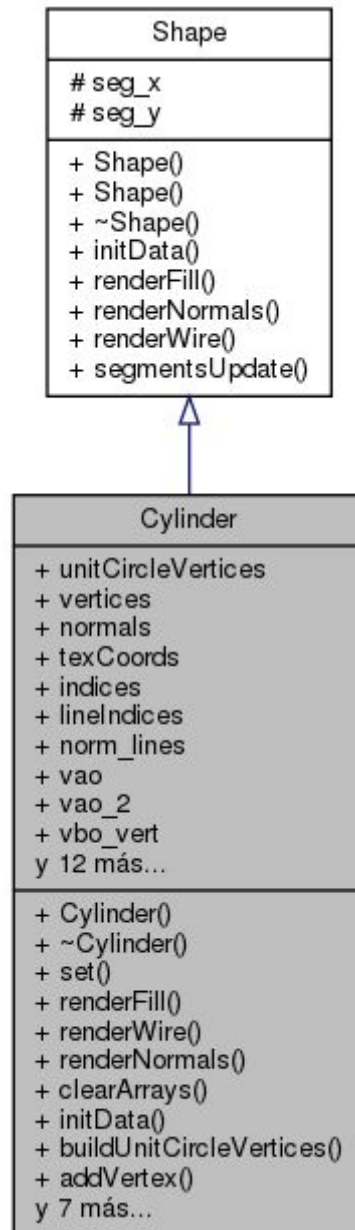 Shape
# seg_x
# seg_y
+ Shape()
+ Shape()
+ ~Shape()
+ initData()
+ renderFill()
+ renderNormals()
+ renderWire()
+ segmentsUpdate()
Cylinder
+ unitCircleVertices
+ vertices
+ normals
+ texCoords
+ indices
+ lineIndices
+ norm_lines
+ vao
+ vao_2
+ vbo_vert
y 12 más...
+ Cylinder()
+ ~Cylinder()
+ set()
+ renderFill()
+ renderWire()
+ renderNormals()
+ clearArrays()
+ initData()
+ buildUnitCircleVertices()
+ addVertex()
y 7 más...